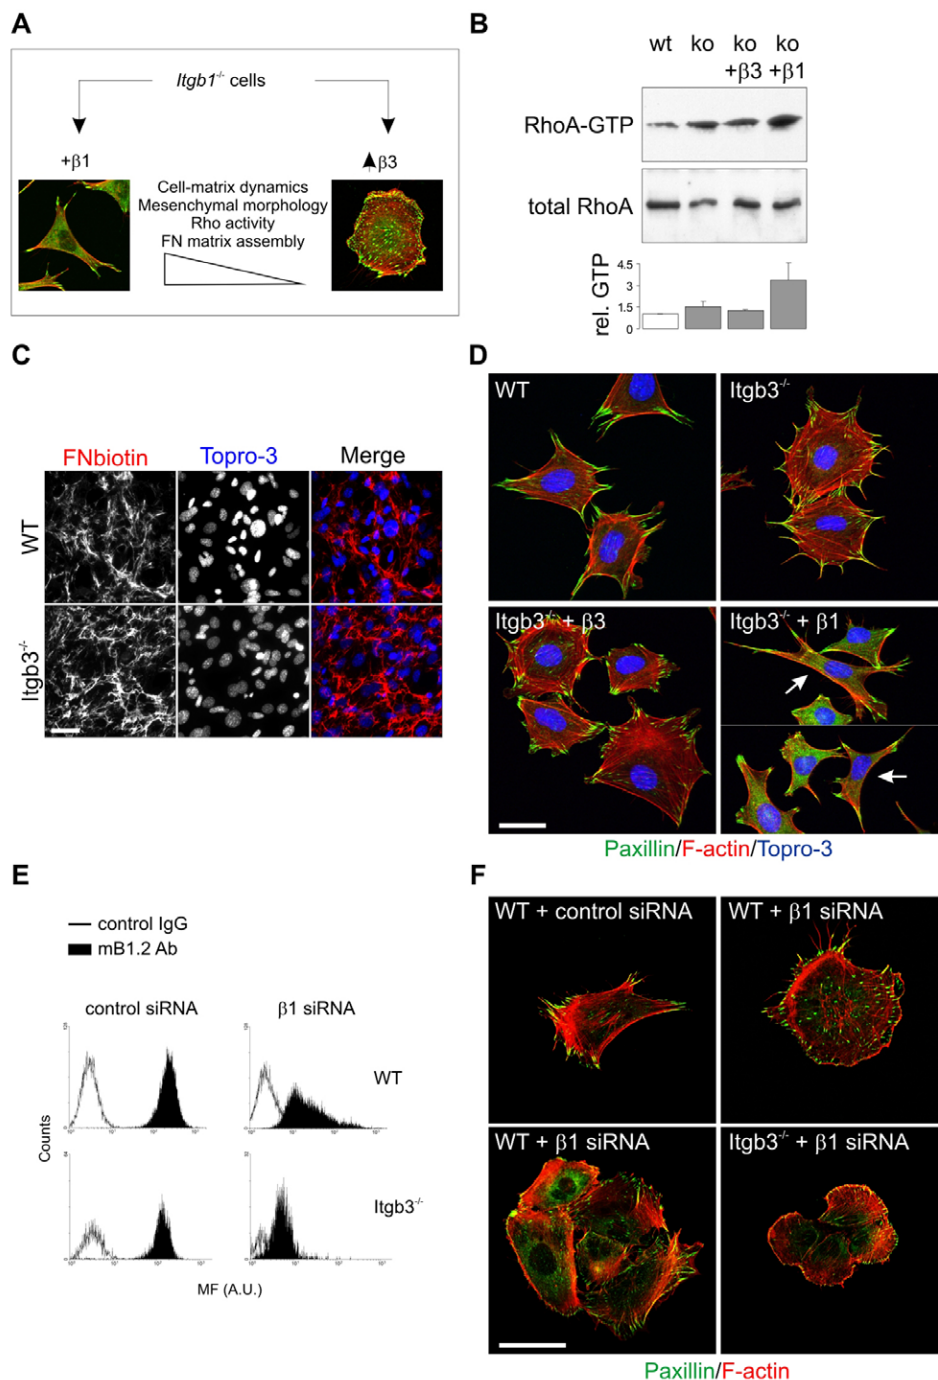 A
Itgb1-/- cells
+β1
β3
Cell-matrix dynamics
Mesenchymal morphology
Rho activity
FN matrix assembly
B
wt ko ko ko
+β3 +β1
RhoA-GTP
total RhoA
rel. GTP
4.5
3
1.5
0
C
FNbiotin Topro-3 Merge
WT
Itgb3-/-
D
WT Itgb3-/-
Itgb3-/- + β3 Itgb3-/- + β1
Paxillin/F-actin/Topro-3
E
control IgG
mB1.2 Ab
control siRNA β1 siRNA
WT
Counts
Itgb3-/-
MF (A.U.)
F
WT + control siRNA WT + β1 siRNA
WT + β1 siRNA Itgb3-/- + β1 siRNA
Paxillin/F-actin